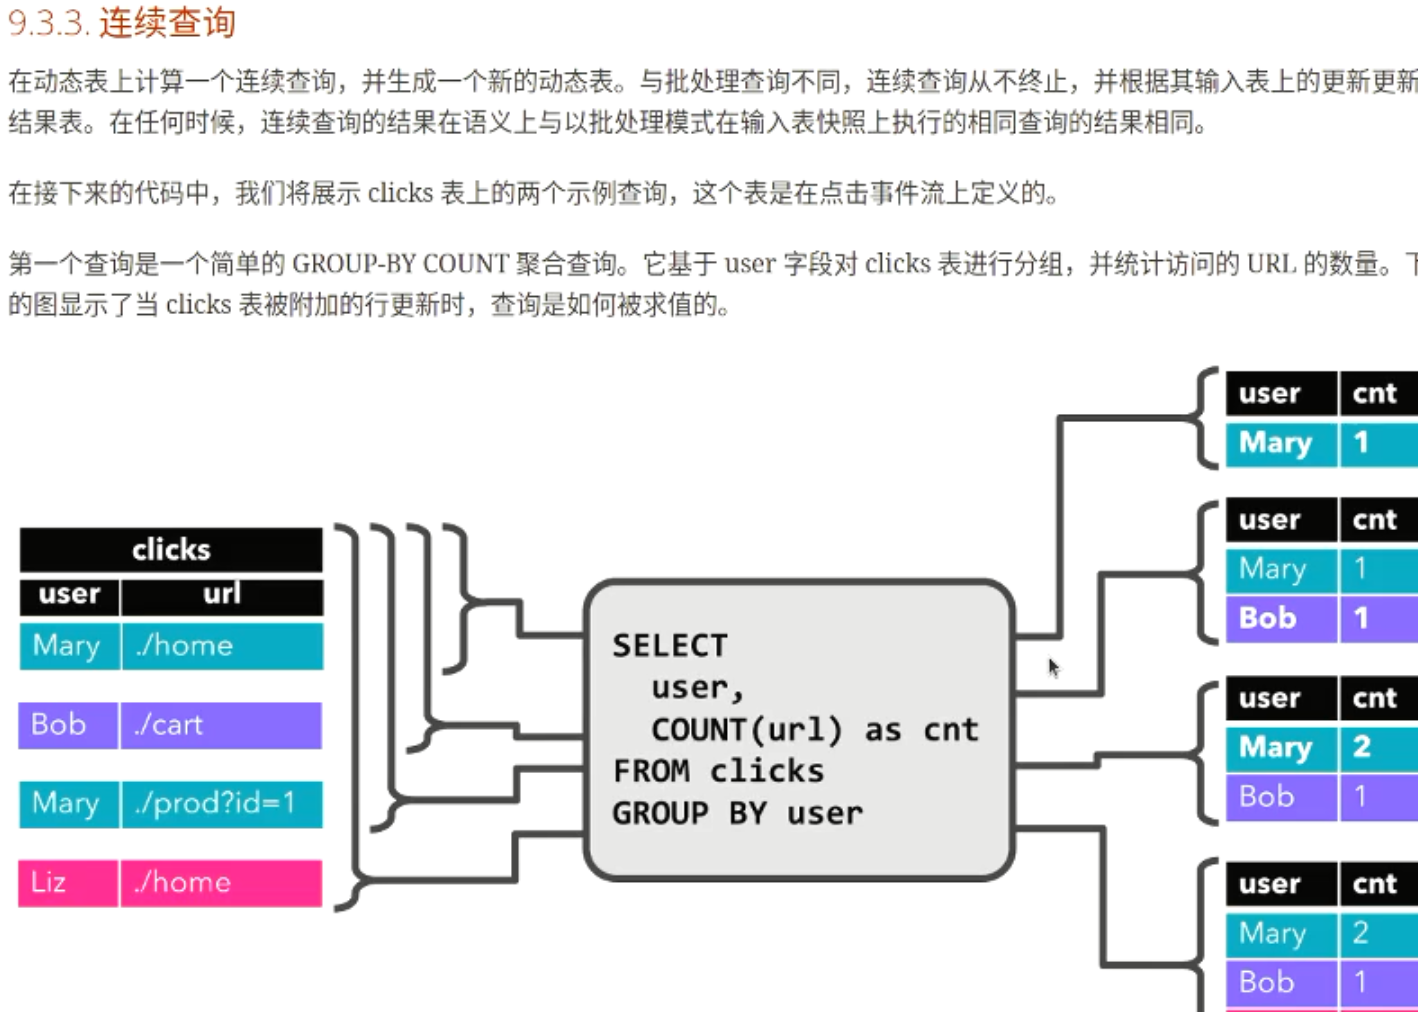 9.3.3. 连续查询
在动态表上计算一个连续查询，并生成一个新的动态表。与批处理查询不同，连续查询从不终止，并根据其输入表上的更新更新
结果表。在任何时候，连续查询的结果在语义上与以批处理模式在输入表快照上执行的相同查询的结果相同。
在接下来的代码中，我们将展示 clicks 表上的两个示例查询，这个表是在点击事件流上定义的。
第一个查询是一个简单的 GROUP-BY COUNT 聚合查询。它基于 user 字段对 clicks 表进行分组，并统计访问的 URL 的数量。下
的图显示了当 clicks 表被附加的行更新时，查询是如何被求值的。
clicks
user url
Mary ./home
Bob ./cart
Mary ./prod?id=1
Liz ./home
SELECT
user,
COUNT(url) as cnt
FROM clicks
GROUP BY user
user cnt
Mary 1
user cnt
Mary 1
Bob 1
user cnt
Mary 2
Bob 1
user cnt
Mary 2
Bob 1